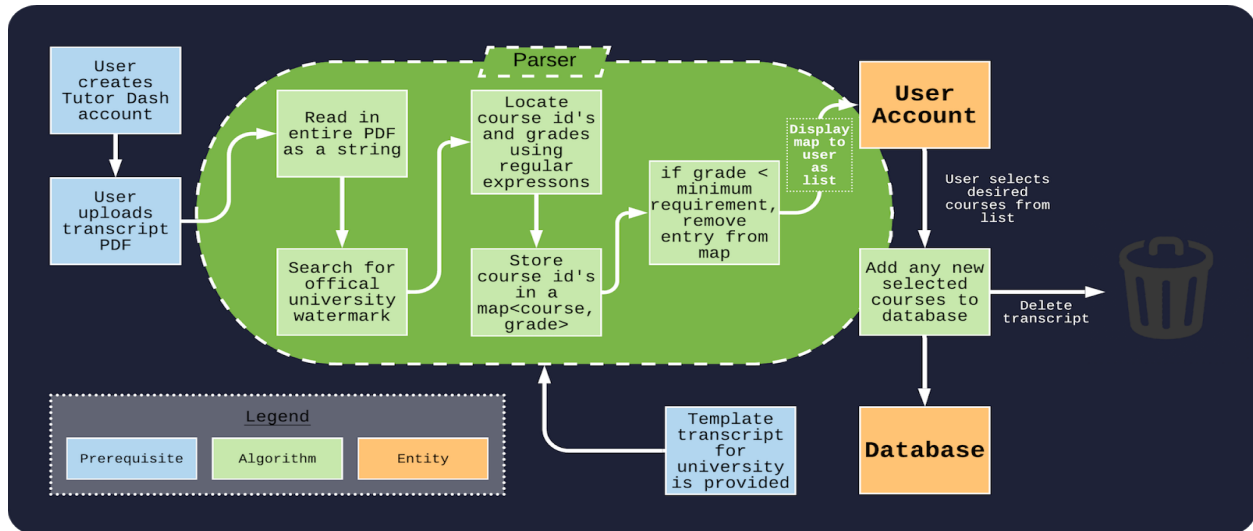 User
creates
Tutor Dash
account
User
uploads
transcript
PDF
Parser
Read in
entire PDF
as a string
Search for
offical
university
watermark
Locate
course id's
and grades
using
regular
expressons
Store
course id's
in a
map<course,
grade>
if grade <
minimum
requirement,
remove
entry from
map
Display
map to
user
as
list
User
Account
User selects
desired
courses from
list
Add any new
selected
courses to
database
Delete
transcript
Database
Template
transcript
for
university
is provided
Legend
Prerequisite
Algorithm
Entity